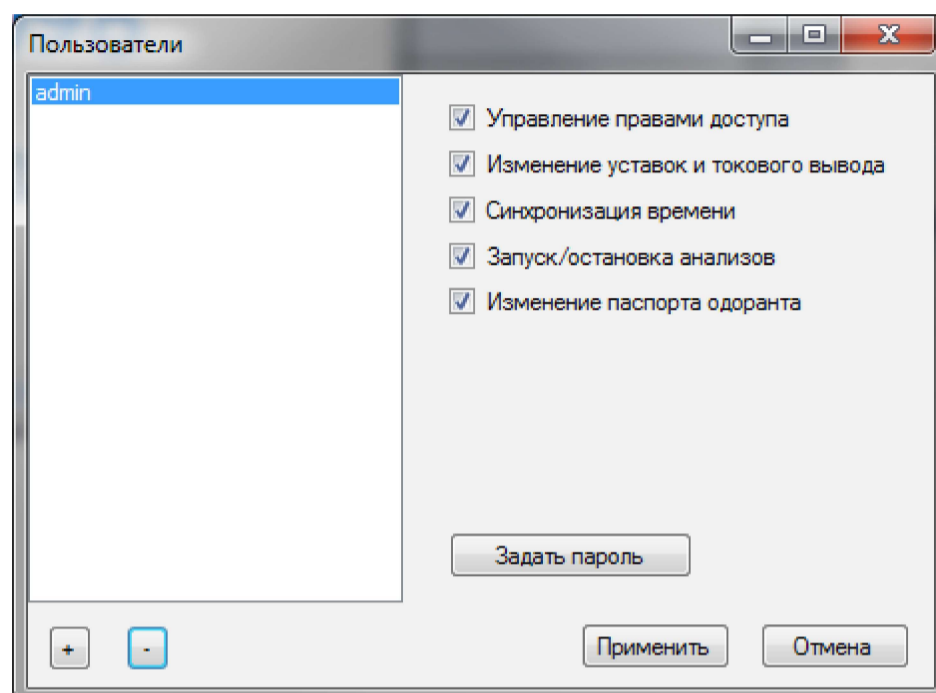 Пользователи
admin
Управление правами доступа
Изменение уставок и токового вывода
Синхронизация времени
Запуск/остановка анализов
Изменение паспорта одоранта
Задать пароль
+ -
Применить Отмена